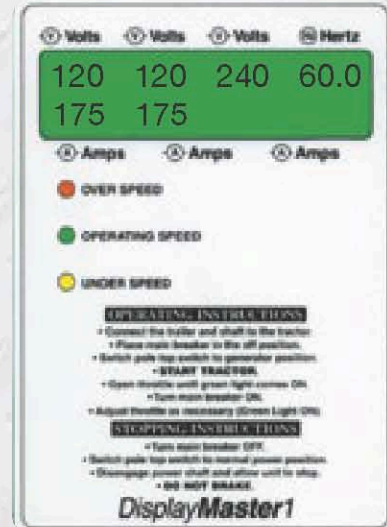 Volts Volts Volts Hertz
120 120 240 60.0
175 175
Amps Amps Amps
OVER SPEED
OPERATING SPEED
UNDER SPEED
OPERATING INSTRUCTIONS
• Connect the trailer and shaft to the tractor.
• Place main breaker in the off position.
• Switch pole top switch to generator position.
• START TRACTOR.
• Open throttle until green light comes ON.
• Turn main breaker ON.
• Adjust throttle as necessary (Green Light ON)
STOPPING INSTRUCTIONS
• Turn main breaker OFF.
• Switch pole top switch to normal power position.
• Disengage power shaft and allow unit to stop.
• DO NOT BRAKE.
DisplayMaster1